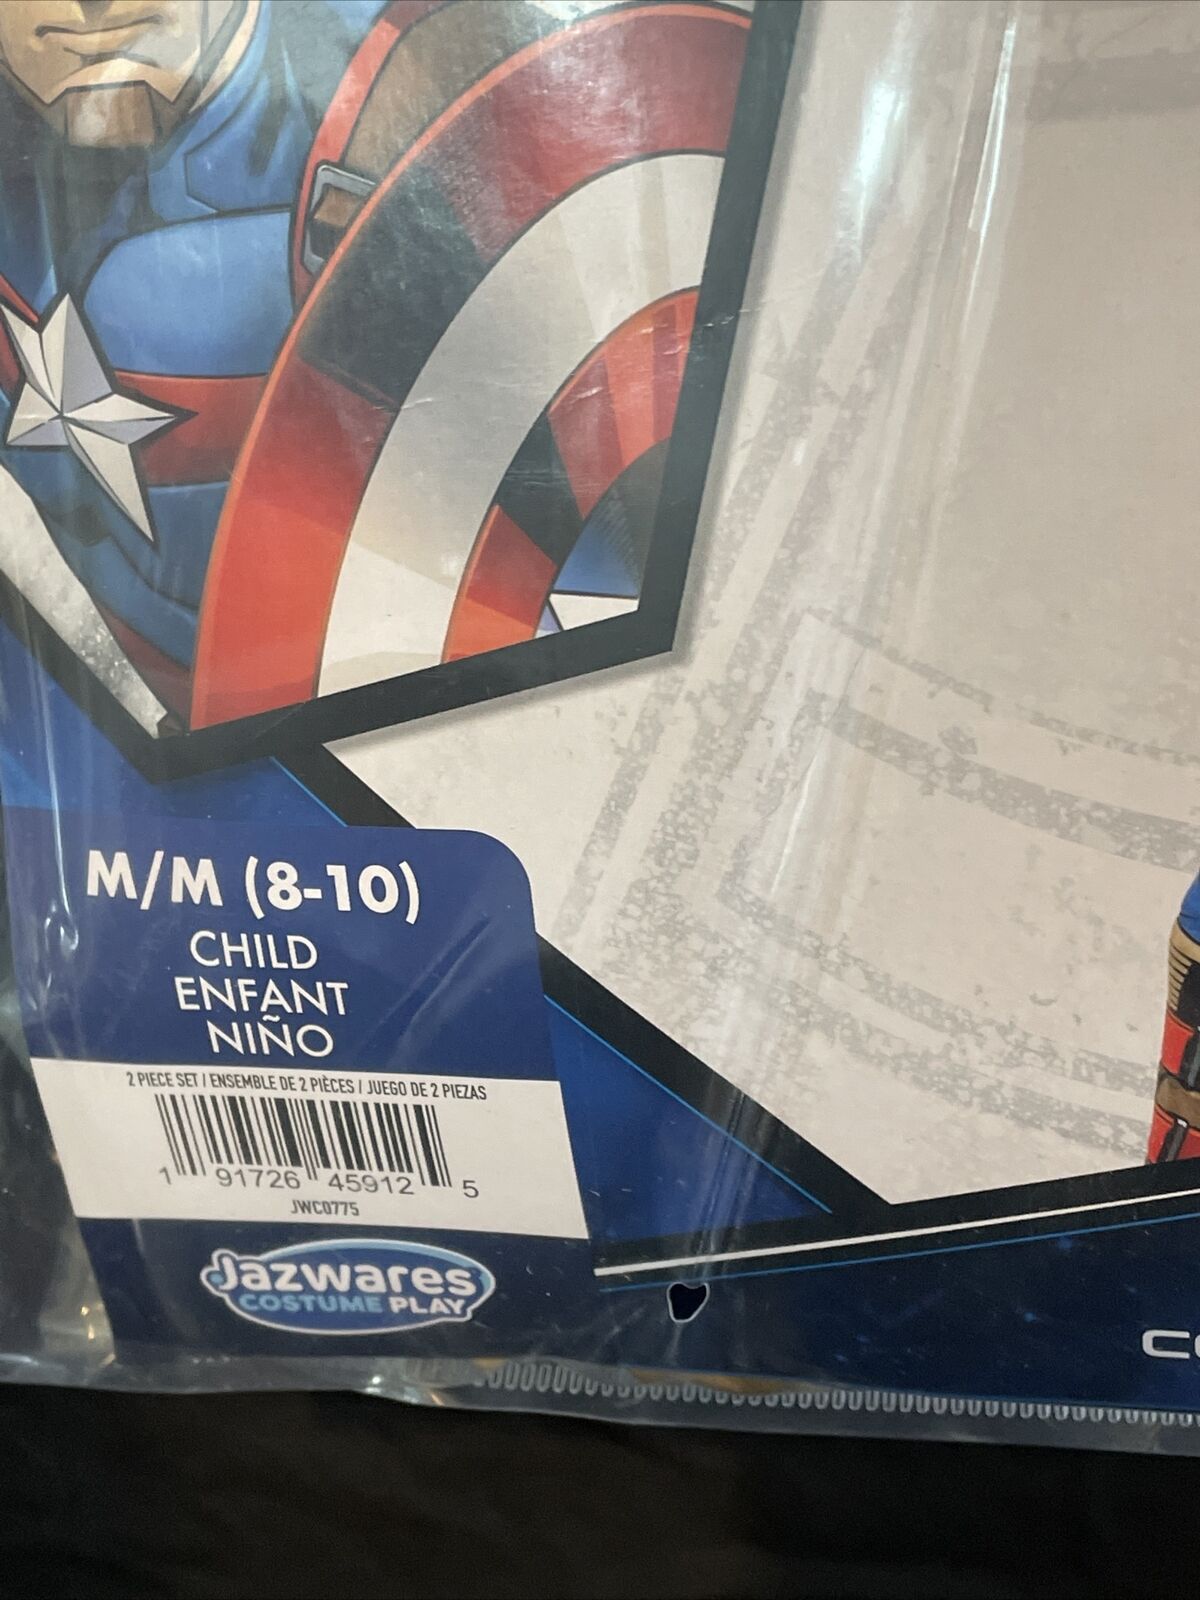 M/M (8-10)
CHILD
ENFANT
NIÑO
2 PIECE SET / ENSEMBLE DE 2 PIÈCES / JUEGO DE 2 PIEZAS
1 91726 45912 5
JWC0775
Jazwares
COSTUME PLAY